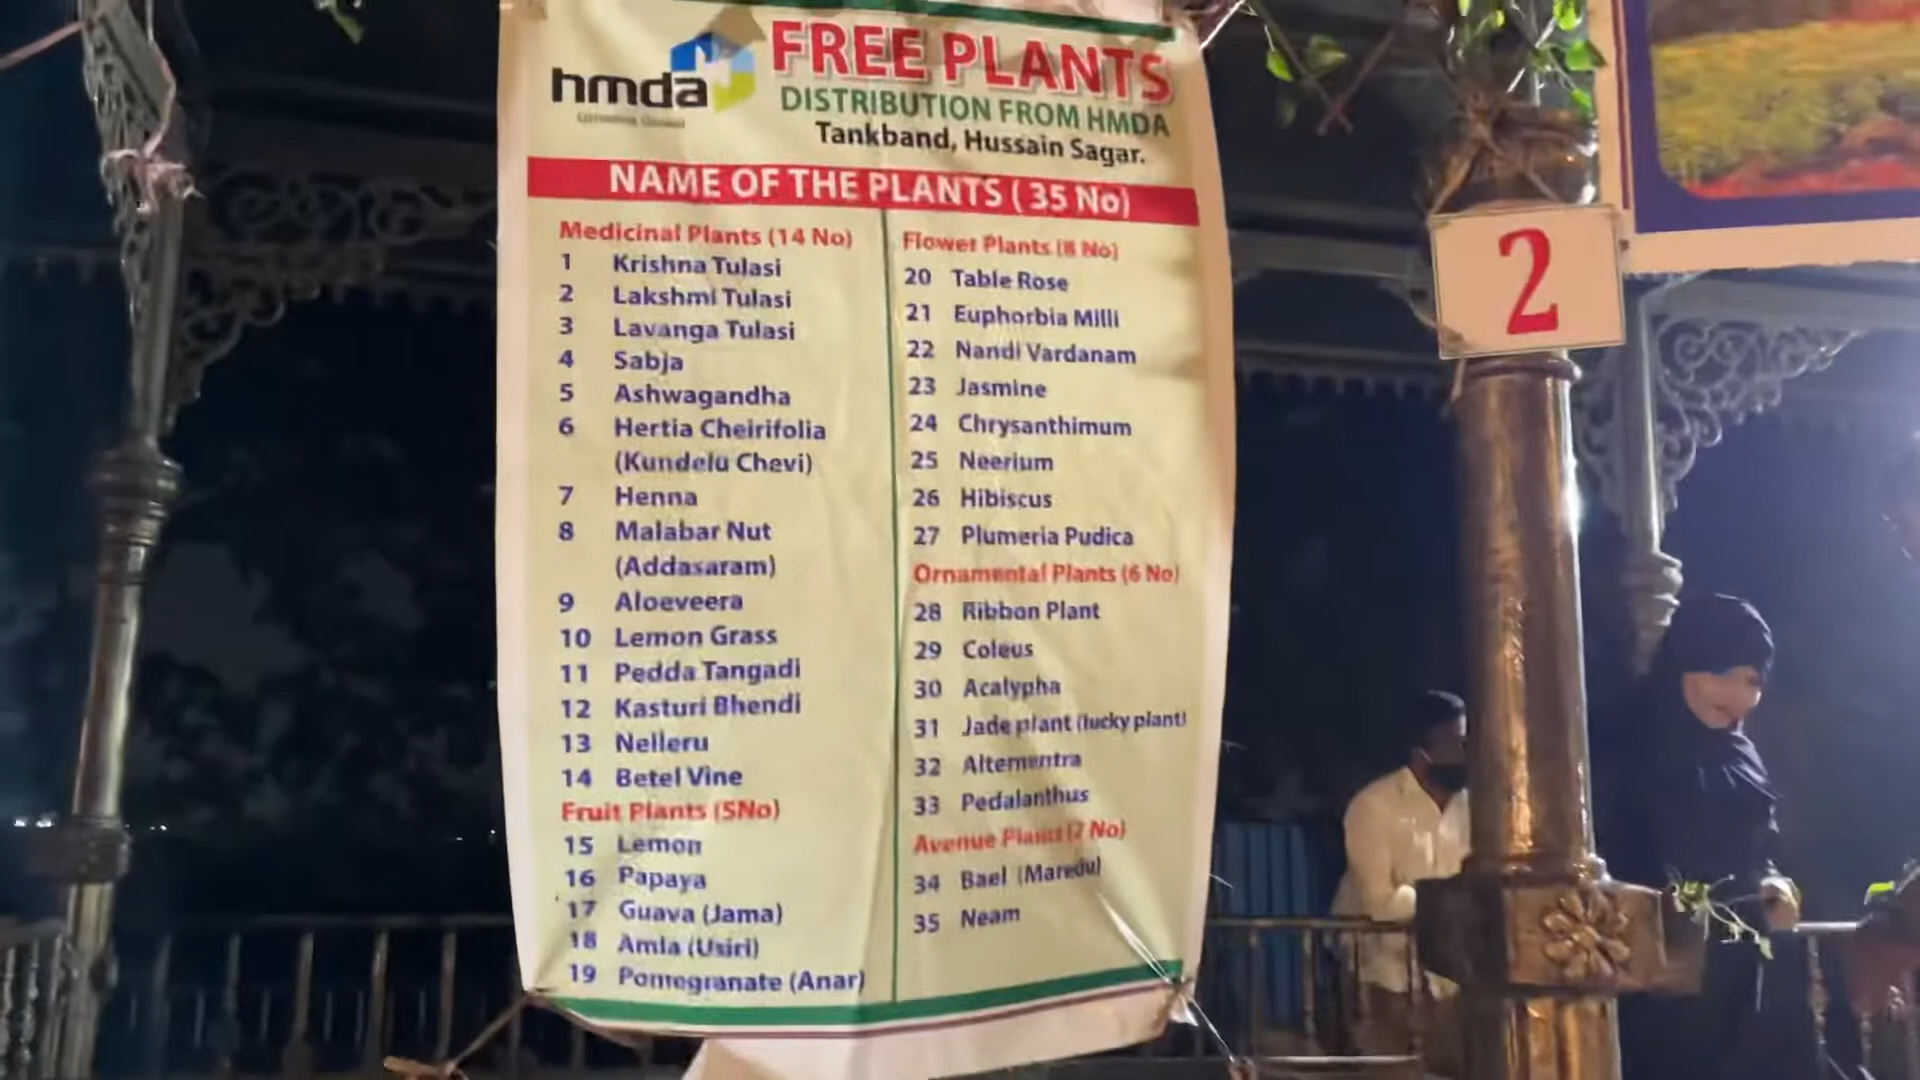 hmda
FREE PLANTS
DISTRIBUTION FROM HMDA
Tankband, Hussain Sagar.
NAME OF THE PLANTS ( 35 No)
Medicinal Plants (14 No)
1 Krishna Tulasi
2 Lakshmi Tulasi
3 Lavanga Tulasi
4 Sabja
5 Ashwagandha
6 Hertia Cheirifolia
(Kundelu Chevi)
7 Henna
8 Malabar Nut
(Addasaram)
9 Aloeveera
10 Lemon Grass
11 Pedda Tangadi
12 Kasturi Bhendi
13 Nelleru
14 Betel Vine
Fruit Plants (5No)
15 Lemon
16 Papaya
17 Guava (Jama)
18 Amla (Usiri)
19 Pomegranate (Anar)
Flower Plants (8 No)
20 Table Rose
21 Euphorbia Milli
22 Nandi Vardanam
23 Jasmine
24 Chrysanthimum
25 Neerium
26 Hibiscus
27 Plumeria Pudica
Ornamental Plants (6 No)
28 Ribbon Plant
29 Coleus
30 Acalypha
31 Jade plant (lucky plant)
32 Alternantra
33 Pedalanthus
Avenue Plants (2 No)
34 Bael (Maredu)
35 Neam
2